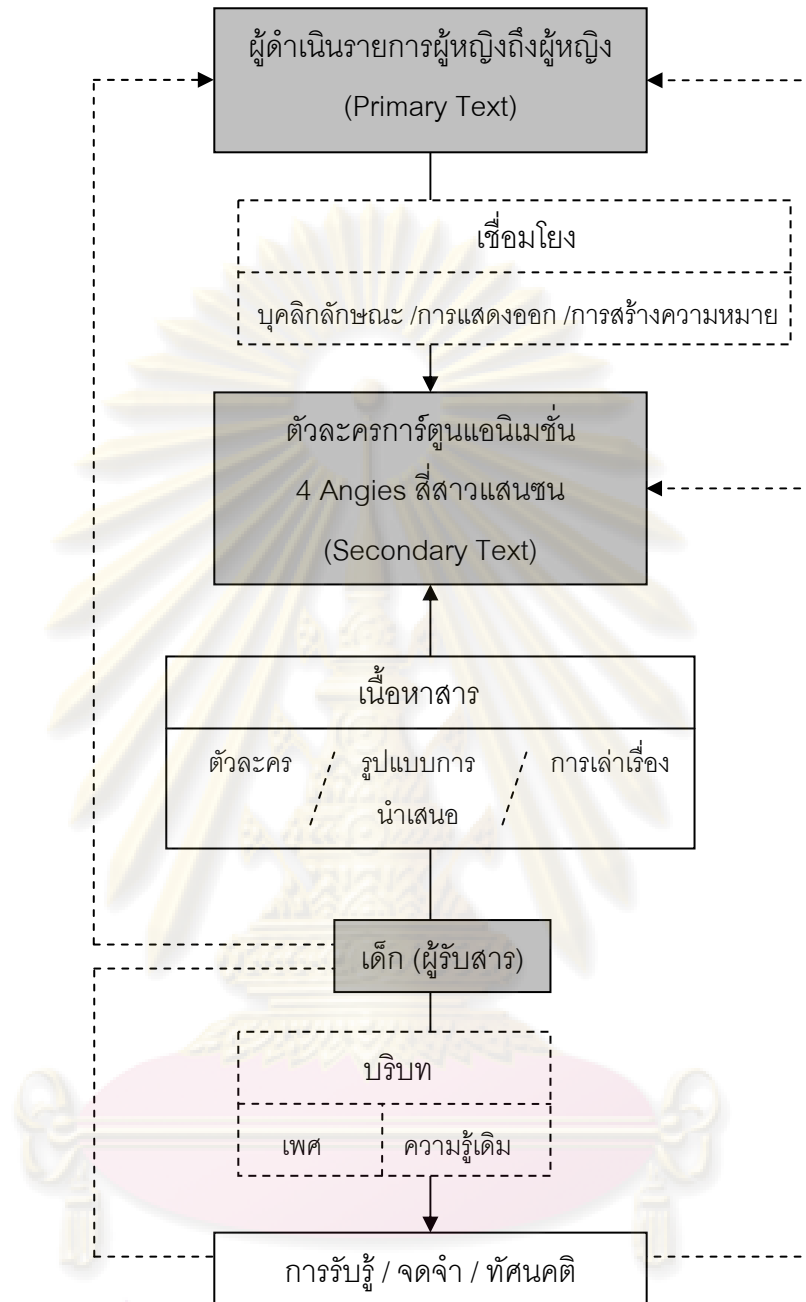 ผู้ดำเนินรายการผู้หญิงถึงผู้หญิง
(Primary Text)
เชื่อมโยง
บุคลิกลักษณะ /การแสดงออก /การสร้างความหมาย
ตัวละครการ์ตูนแอนิเมชั่น
4 Angies สี่สาวแสนซน
(Secondary Text)
เนื้อหาสาร
ตัวละคร / รูปแบบการ / การเล่าเรื่อง
นำเสนอ
เด็ก (ผู้รับสาร)
บริบท
เพศ ความรู้เดิม
การรับรู้ / จดจำ / ทัศนคติ